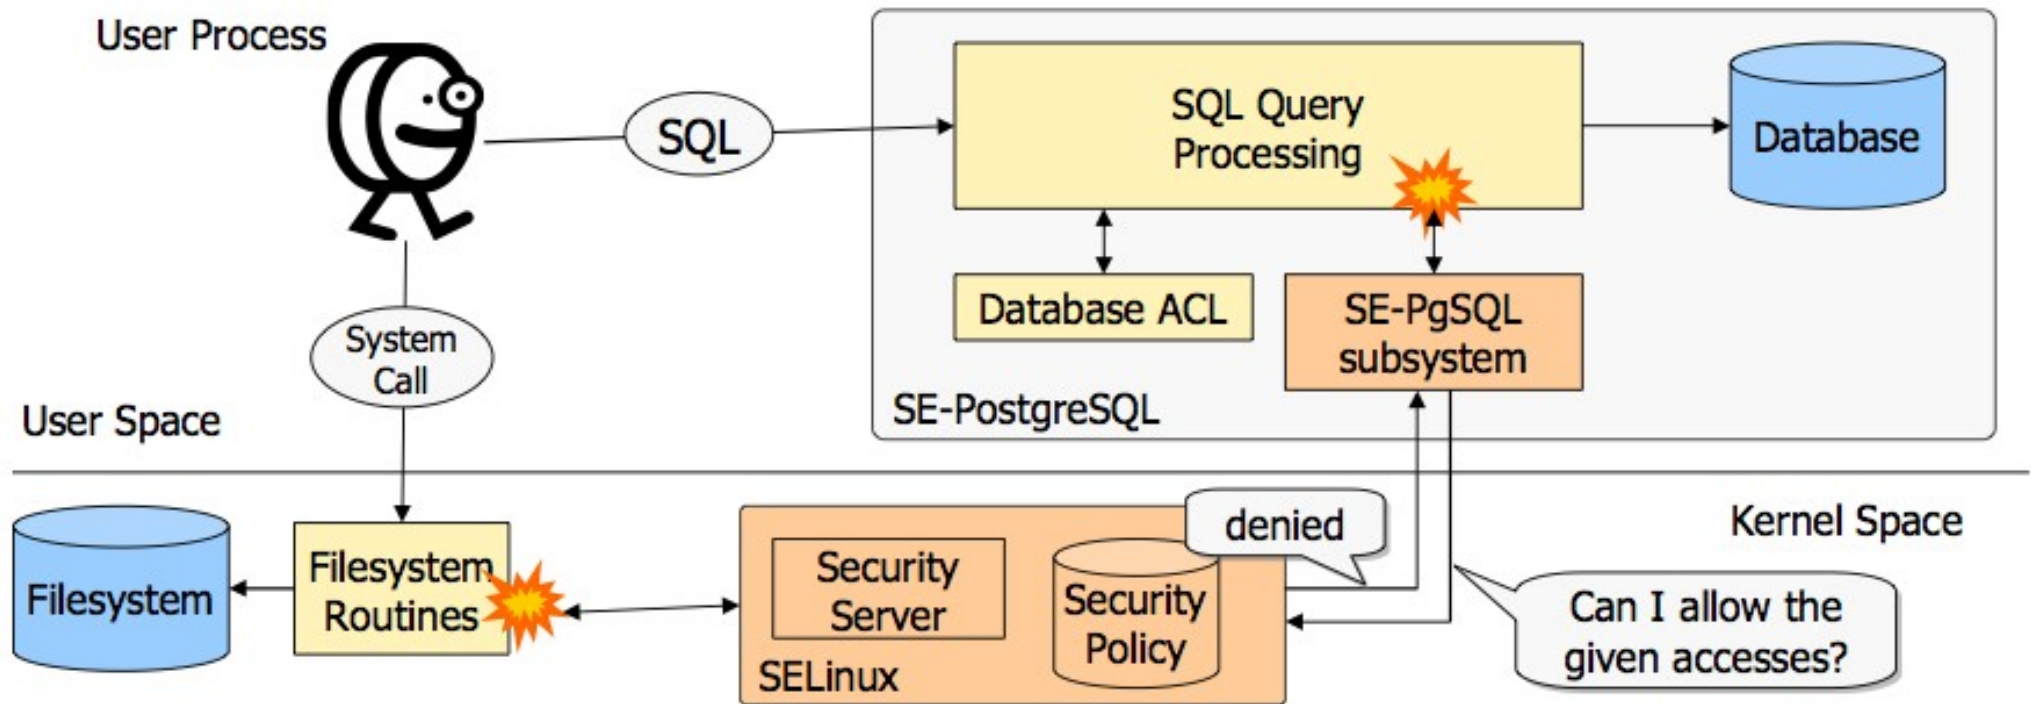 User Process
SQL
SQL Query
Processing
Database
Database ACL
SE-PgSQL
subsystem
SE-PostgreSQL
System
Call
User Space
Kernel Space
Filesystem
Filesystem
Routines
Security
Server
Security
Policy
SELinux
denied
Can I allow the
given accesses?